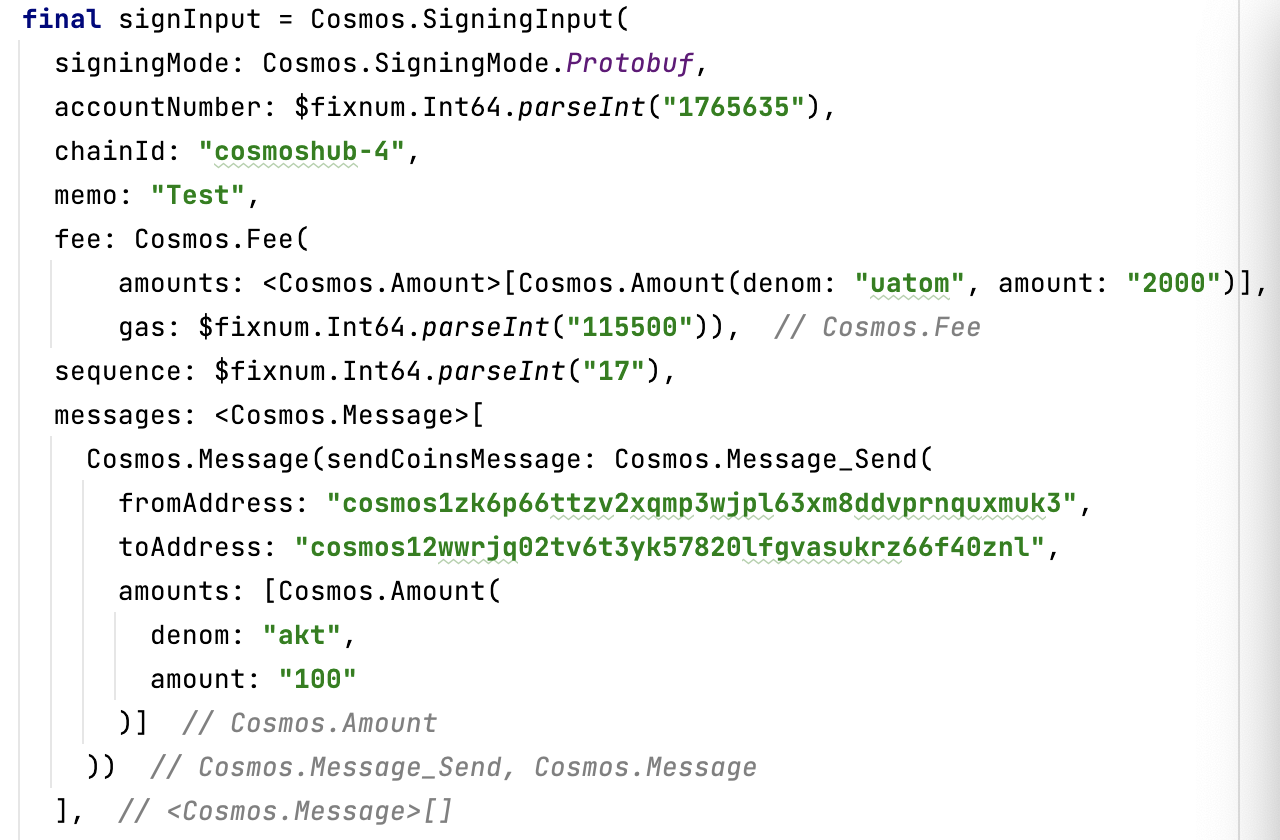 final signInput = Cosmos.SigningInput(
signingMode: Cosmos.SigningMode.Protobuf,
accountNumber: $fixnum.Int64.parseInt("1765635"),
chainId: "cosmoshub-4",
memo: "Test",
fee: Cosmos.Fee(
amounts: <Cosmos.Amount>[Cosmos.Amount(denom: "uatom", amount: "2000")],
gas: $fixnum.Int64.parseInt("115500")), // Cosmos.Fee
sequence: $fixnum.Int64.parseInt("17"),
messages: <Cosmos.Message>[
Cosmos.Message(sendCoinsMessage: Cosmos.Message_Send(
fromAddress: "cosmos1zk6p66ttzv2xqmp3wjpl63xm8ddvprnquxmuk3",
toAddress: "cosmos12wwrjq02tv6t3yk57820lfgvasukrz66f40znl",
amounts: [Cosmos.Amount(
denom: "akt",
amount: "100"
)] // Cosmos.Amount
)) // Cosmos.Message_Send, Cosmos.Message
], // <Cosmos.Message>[]